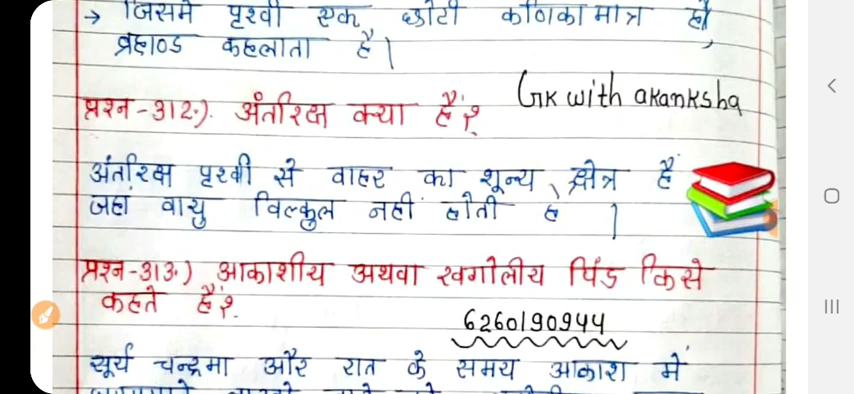 → जिसमे पृथ्वी एक छोटी कणिका मात्र हो,
ब्रह्माण्ड कहलाता है।
GK with akanksha
प्रश्न-312.) अंतरिक्ष क्या है?
अंतरिक्ष पृथ्वी से वाहर का शून्य क्षेत्र है
जहां वायु विल्कुल नही होती है।
प्रश्न-313.) आकाशीय अथवा खगोलीय पिंड किसे
कहते हैं?
6260190944
सूर्य चन्द्रमा और रात के समय आकाश में